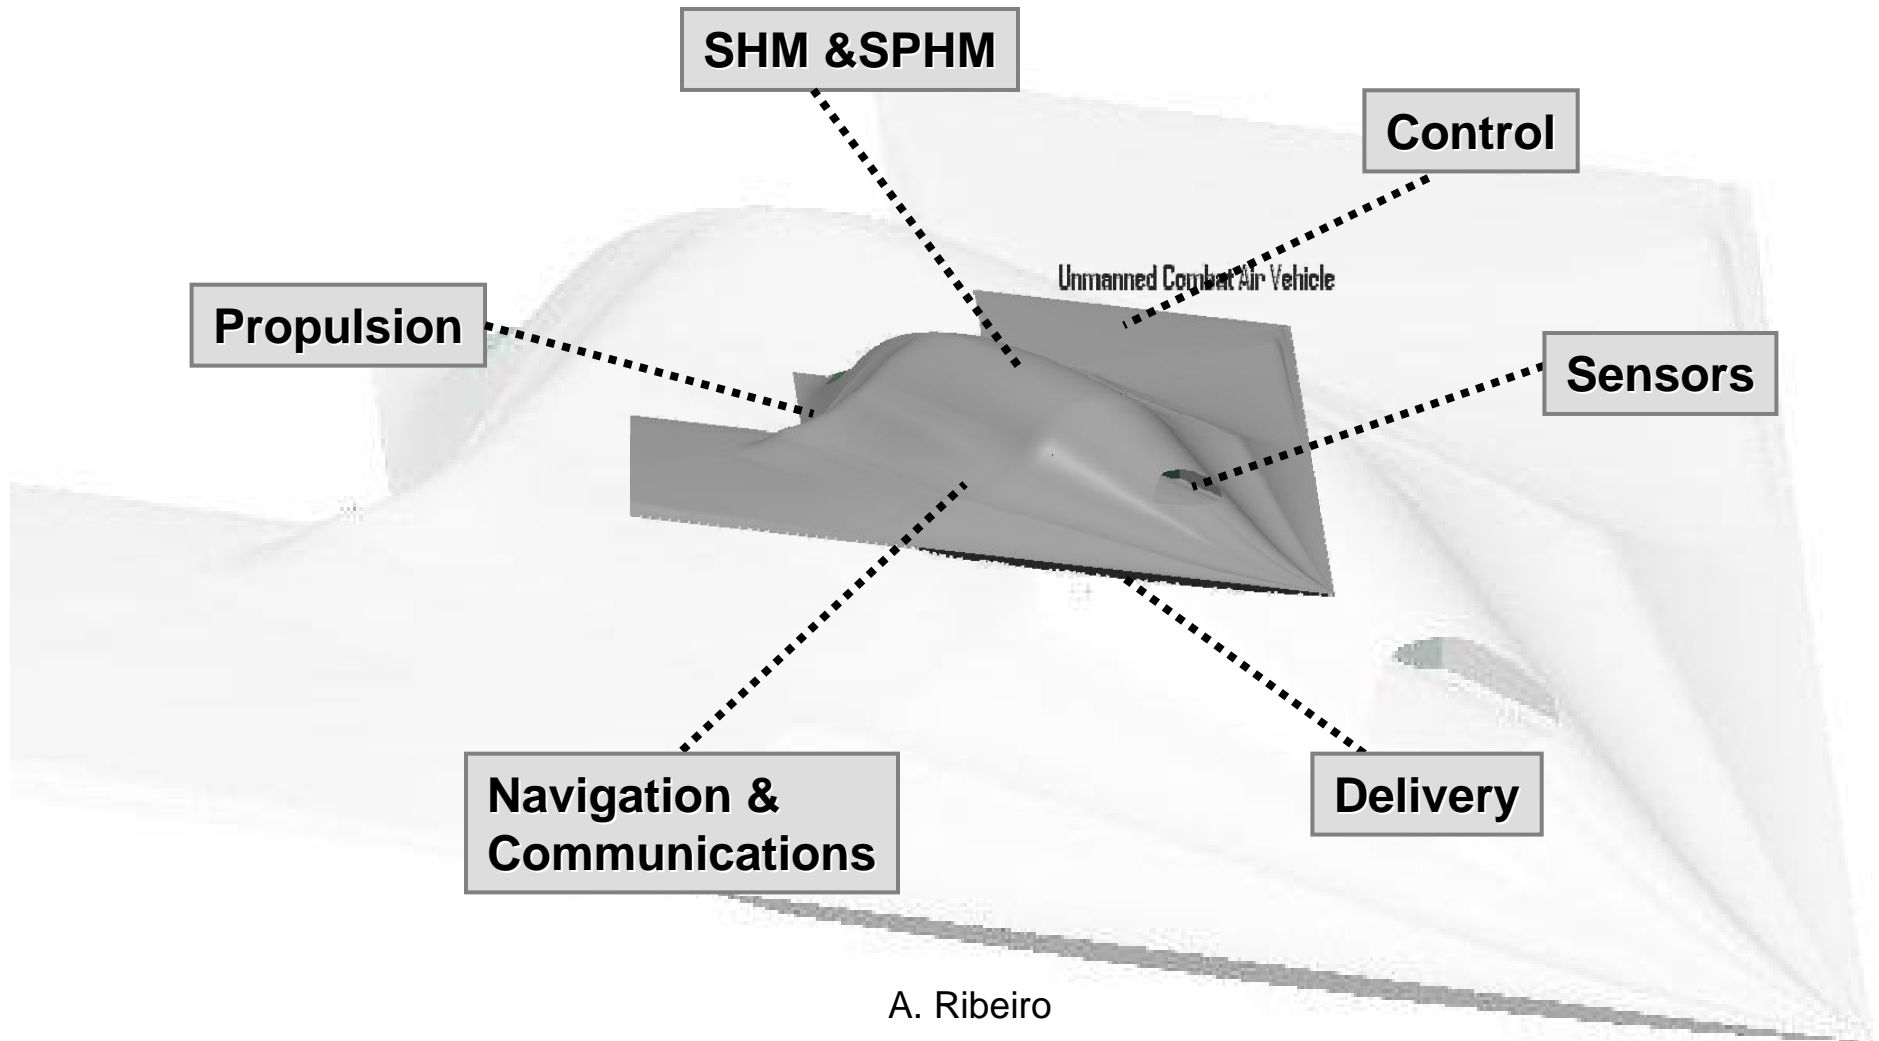 SHM &SPHM
Control
Unmanned Combat Air Vehicle
Propulsion
Sensors
Navigation &
Communications
Delivery
A. Ribeiro